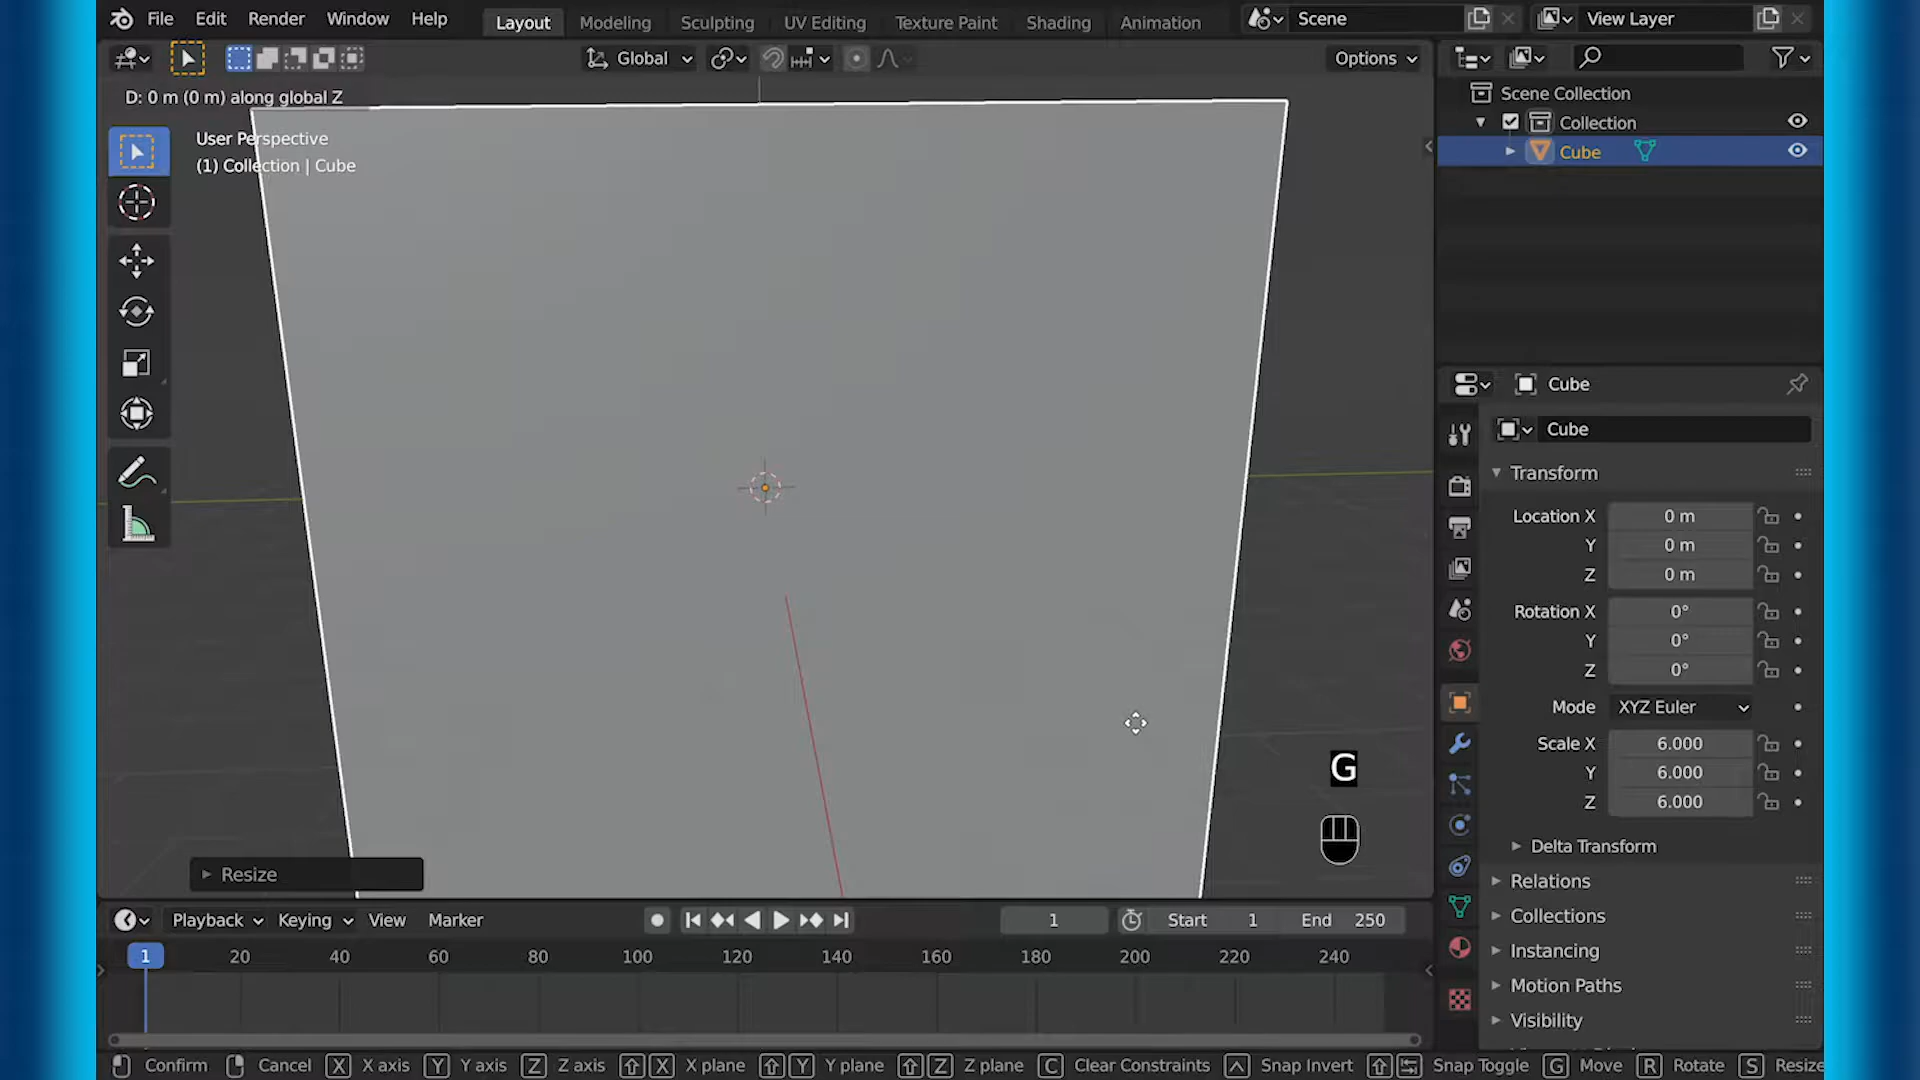 File Edit Render Window Help Layout Modeling Sculpting UV Editing Texture Paint Shading Animation Scene View Layer
Global Options
D: 0 m (0 m) along global Z
User Perspective
(1) Collection | Cube
Scene Collection
Collection
Cube
Cube
Cube
Transform
Location X 0 m
Y 0 m
Z 0 m
Rotation X 0°
Y 0°
Z 0°
Mode XYZ Euler
Scale X 6.000
Y 6.000
Z 6.000
Delta Transform
Relations
Collections
Instancing
Motion Paths
Visibility
G
Resize
Playback Keying View Marker 1 Start 1 End 250
1 20 40 60 80 100 120 140 160 180 200 220 240
Confirm Cancel X X axis Y Y axis Z Z axis X X plane Y Y plane Z Z plane C Clear Constraints Snap Invert Snap Toggle G Move R Rotate S Resize